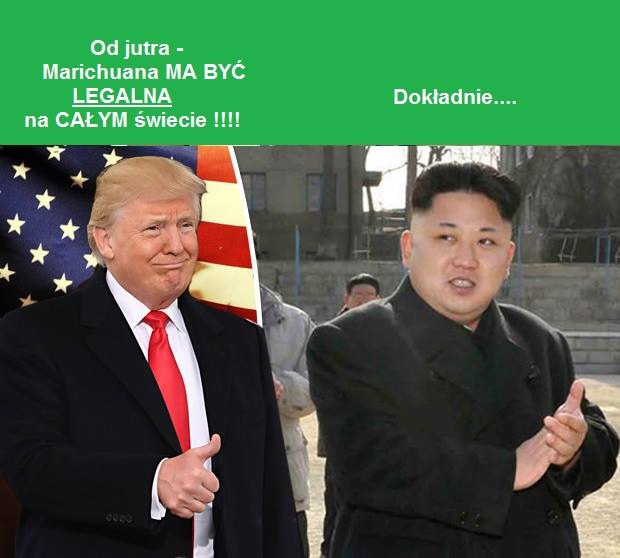 Od jutra -
Marichuana MA BYĆ
LEGALNA
na CAŁYM świecie !!!!
Dokładnie....